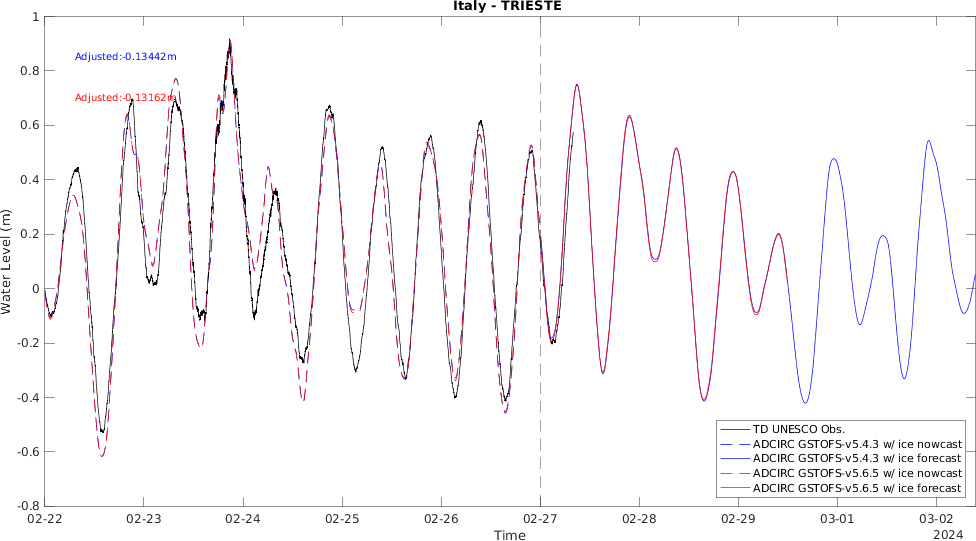 Italy - TRIESTE
1
0.8
0.6
0.4
0.2
0
-0.2
-0.4
-0.6
-0.8
Water Level (m)
Adjusted:-0.13442m
Adjusted:-0.13162m
TD UNESCO Obs.
ADCIRC GSTOFS-v5.4.3 w/ ice nowcast
ADCIRC GSTOFS-v5.4.3 w/ ice forecast
ADCIRC GSTOFS-v5.6.5 w/ ice nowcast
ADCIRC GSTOFS-v5.6.5 w/ ice forecast
02-22 02-23 02-24 02-25 02-26 02-27 02-28 02-29 03-01 03-02
Time
2024